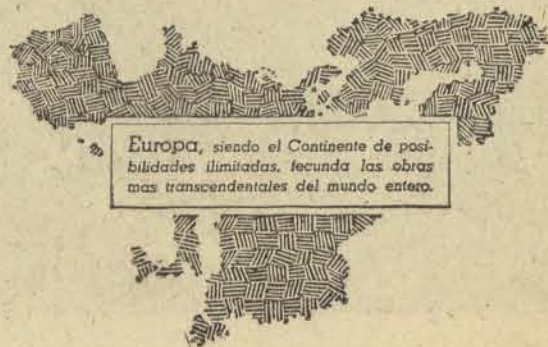 Europa, siendo el Continente de posi-
bilidades ilimitadas, fecunda las obras
mas transcendentales del mundo entero.